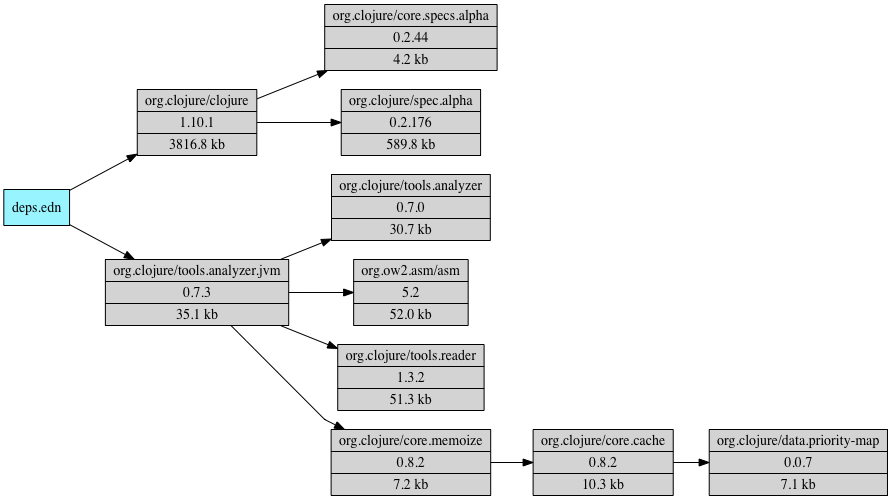 org.clojure/core.specs.alpha
0.2.44
4.2 kb
org.clojure/clojure
1.10.1
3816.8 kb
org.clojure/spec.alpha
0.2.176
589.8 kb
deps.edn
org.clojure/tools.analyzer
0.7.0
30.7 kb
org.clojure/tools.analyzer.jvm
0.7.3
35.1 kb
org.ow2.asm/asm
5.2
52.0 kb
org.clojure/tools.reader
1.3.2
51.3 kb
org.clojure/core.memoize
0.8.2
7.2 kb
org.clojure/core.cache
0.8.2
10.3 kb
org.clojure/data.priority-map
0.0.7
7.1 kb